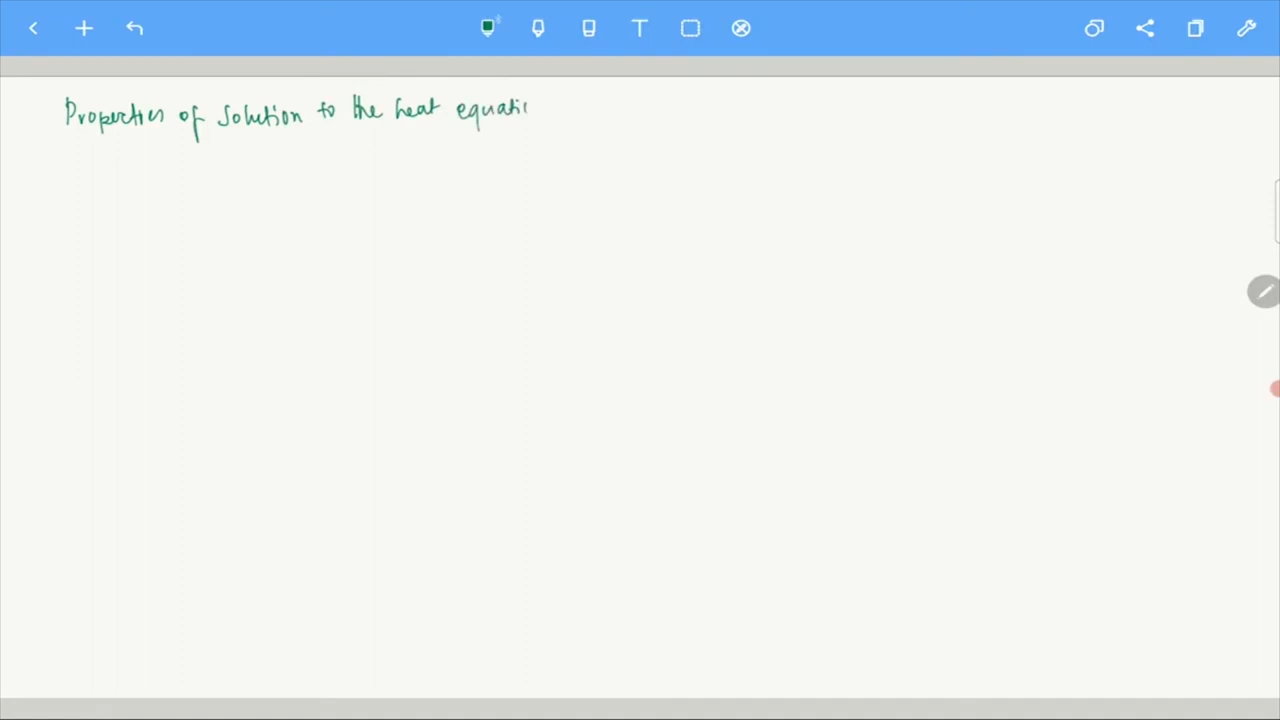 Properties of Solution to the heat equati